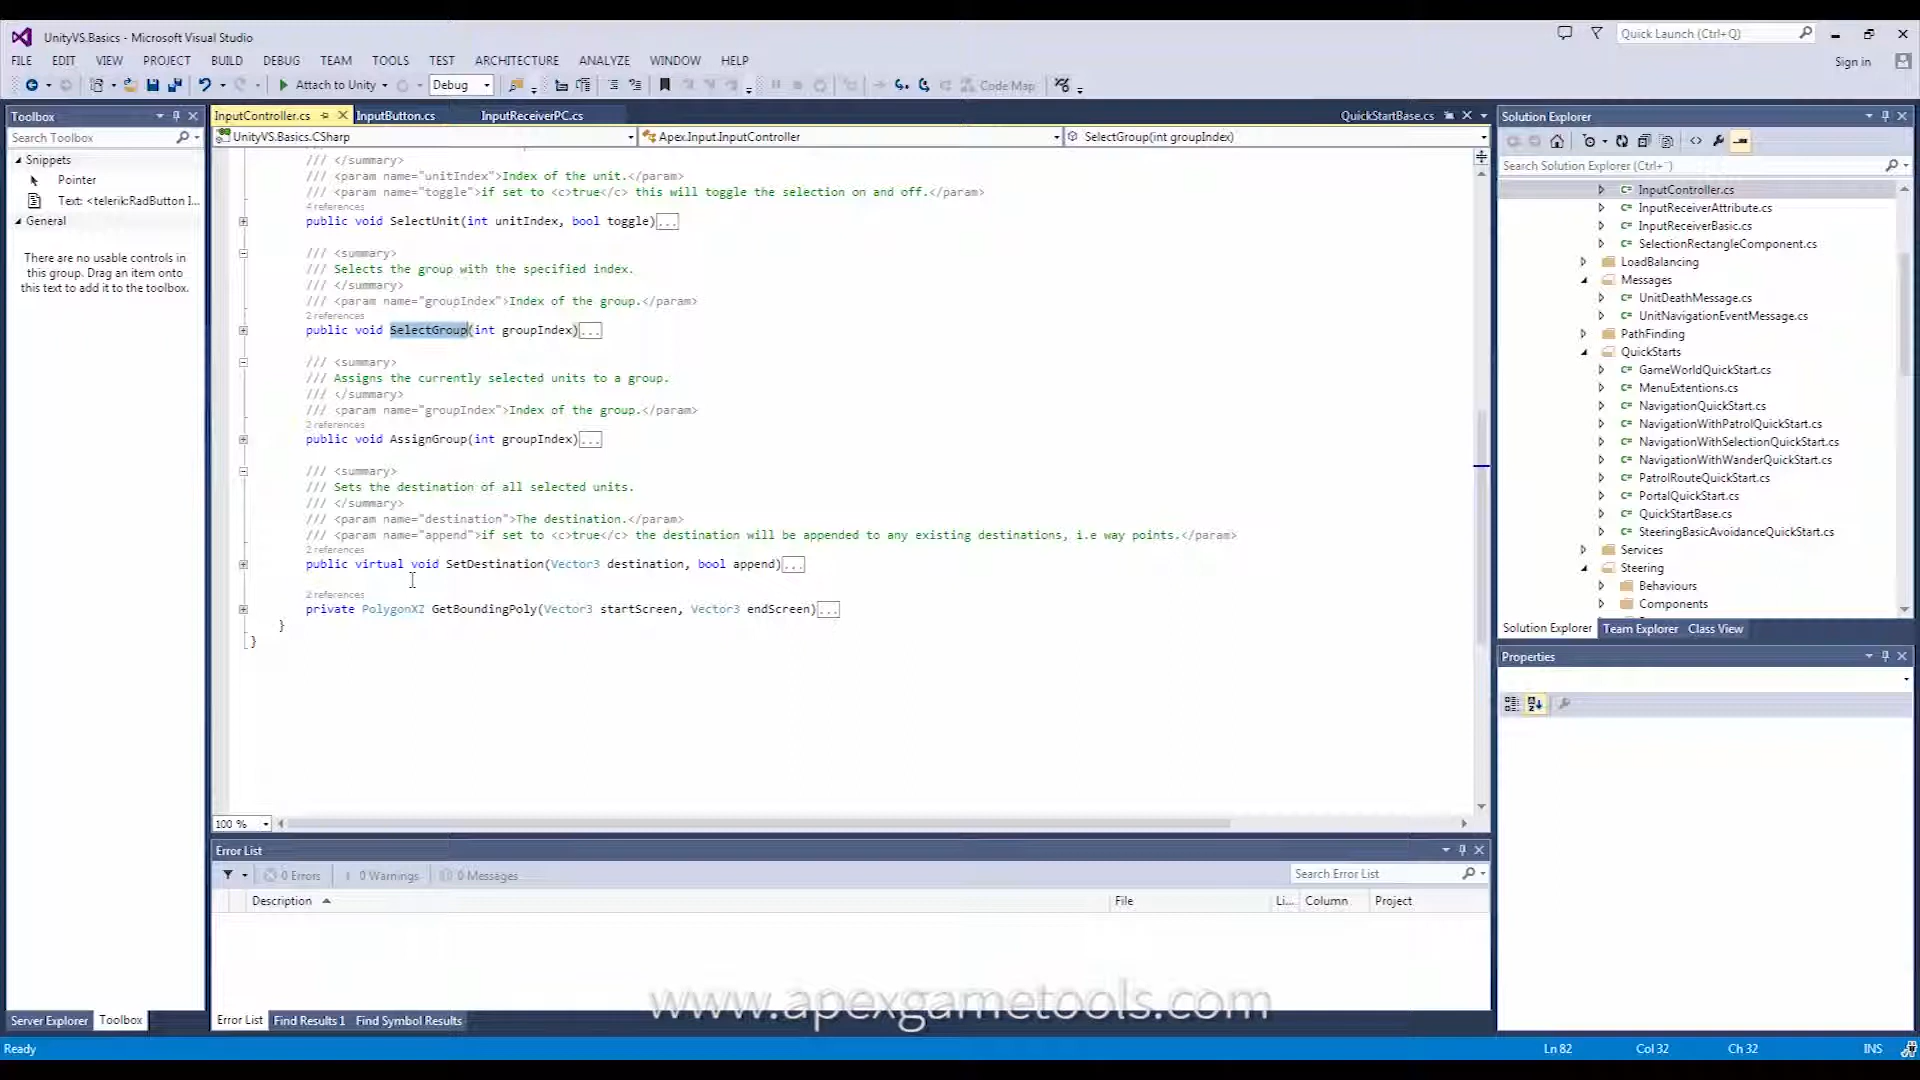 UnityVS.Basics - Microsoft Visual Studio
Quick Launch (Ctrl+Q)
FILE EDIT VIEW PROJECT BUILD DEBUG TEAM TOOLS TEST ARCHITECTURE ANALYZE WINDOW HELP
Sign in
Attach to Unity Debug Code Map
Toolbox
Search Toolbox
Snippets
Pointer
Text: <telerik:RadButton I...
General
There are no usable controls in
this group. Drag an item onto
this text to add it to the toolbox.
Server Explorer Toolbox
InputController.cs InputButton.cs InputReceiverPC.cs QuickStartBase.cs
UnityVS.Basics.CSharp Apex.Input.InputController SelectGroup(int groupIndex)
/// </summary>
/// <param name="unitIndex">Index of the unit.</param>
/// <param name="toggle">if set to <c>true</c> this will toggle the selection on and off.</param>
4 references
public void SelectUnit(int unitIndex, bool toggle)...
/// <summary>
/// Selects the group with the specified index.
/// </summary>
/// <param name="groupIndex">Index of the group.</param>
2 references
public void SelectGroup(int groupIndex)...
/// <summary>
/// Assigns the currently selected units to a group.
/// </summary>
/// <param name="groupIndex">Index of the group.</param>
2 references
public void AssignGroup(int groupIndex)...
/// <summary>
/// Sets the destination of all selected units.
/// </summary>
/// <param name="destination">The destination.</param>
/// <param name="append">if set to <c>true</c> the destination will be appended to any existing destinations, i.e way points.</param>
2 references
public virtual void SetDestination(Vector3 destination, bool append)...
2 references
private PolygonXZ GetBoundingPoly(Vector3 startScreen, Vector3 endScreen)...
}
}
100 %
Error List
0 Errors 0 Warnings 0 Messages
Search Error List
Description File Li... Column Project
Error List Find Results 1 Find Symbol Results
Solution Explorer
Search Solution Explorer (Ctrl+¨)
InputController.cs
InputReceiverAttribute.cs
InputReceiverBasic.cs
SelectionRectangleComponent.cs
LoadBalancing
Messages
UnitDeathMessage.cs
UnitNavigationEventMessage.cs
PathFinding
QuickStarts
GameWorldQuickStart.cs
MenuExtentions.cs
NavigationQuickStart.cs
NavigationWithPatrolQuickStart.cs
NavigationWithSelectionQuickStart.cs
NavigationWithWanderQuickStart.cs
PatrolRouteQuickStart.cs
PortalQuickStart.cs
QuickStartBase.cs
SteeringBasicAvoidanceQuickStart.cs
Services
Steering
Behaviours
Components
Solution Explorer Team Explorer Class View
Properties
www.apexgametools.com
Ready Ln 82 Col 32 Ch 32 INS